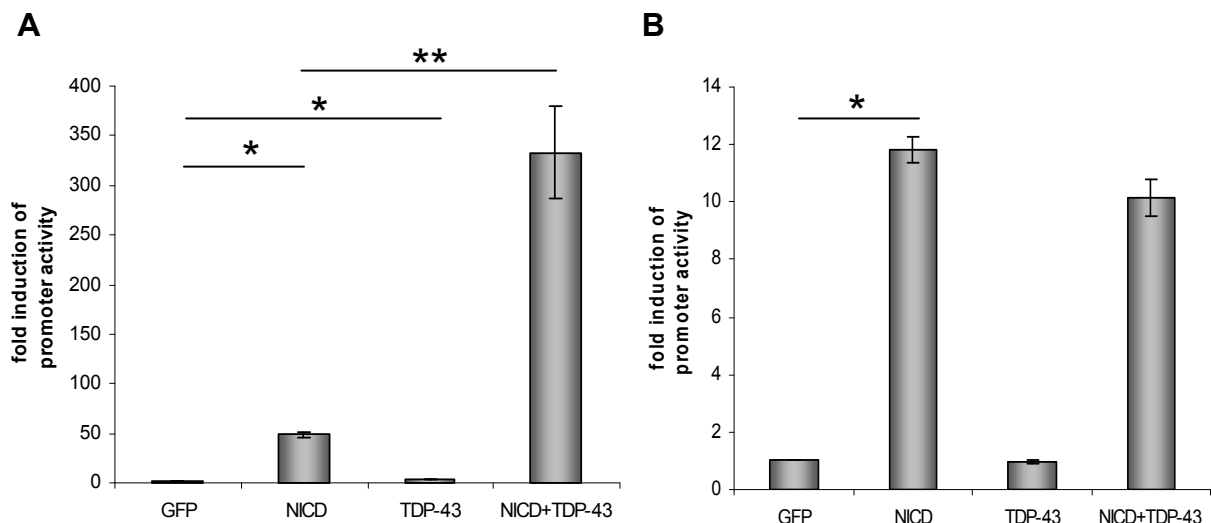 A
fold induction of
promoter activity
400
350
300
250
200
150
100
50
0
*
*
**
GFP NICD TDP-43 NICD+TDP-43
B
fold induction of
promoter activity
14
12
10
8
6
4
2
0
*
GFP NICD TDP-43 NICD+TDP-43